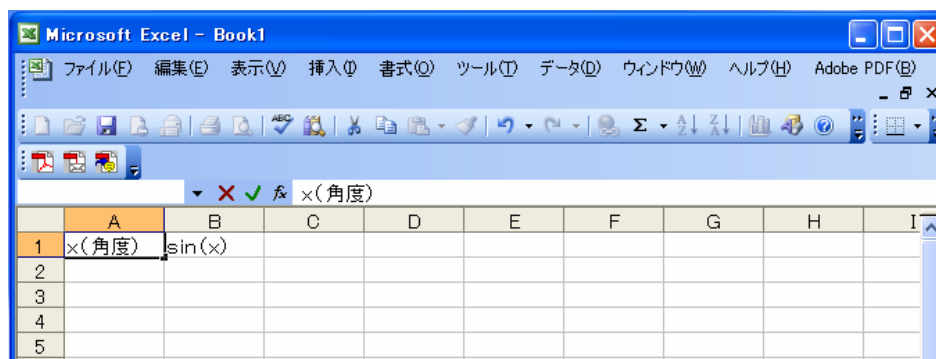 Microsoft Excel - Book1
ファイル(F) 編集(E) 表示(V) 挿入(I) 書式(O) ツール(T) データ(D) ウィンドウ(W) ヘルプ(H) Adobe PDF(B)
ABC Σ A Z Z A ?
x(角度)
A B C D E F G H I
1 x(角度) sin(x)
2
3
4
5